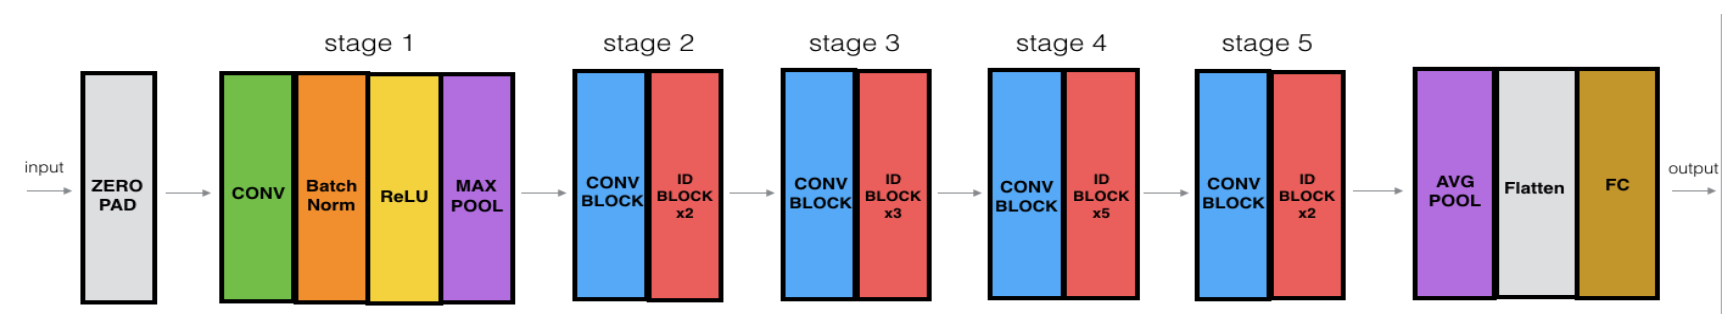 stage 1
stage 2
stage 3
stage 4
stage 5
input
ZERO
PAD
CONV
Batch
Norm
ReLU
MAX
POOL
CONV
BLOCK
ID
BLOCK
x2
CONV
BLOCK
ID
BLOCK
x3
CONV
BLOCK
ID
BLOCK
x5
CONV
BLOCK
ID
BLOCK
x2
AVG
POOL
Flatten
FC
output